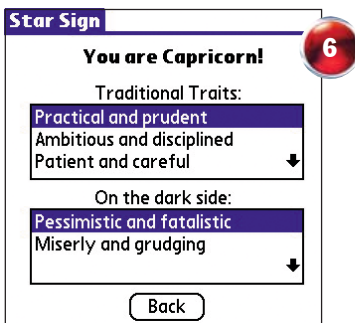 Star Sign
6
You are Capricorn!
Traditional Traits:
Practical and prudent
Ambitious and disciplined
Patient and careful
On the dark side:
Pessimistic and fatalistic
Miserly and grudging
Back